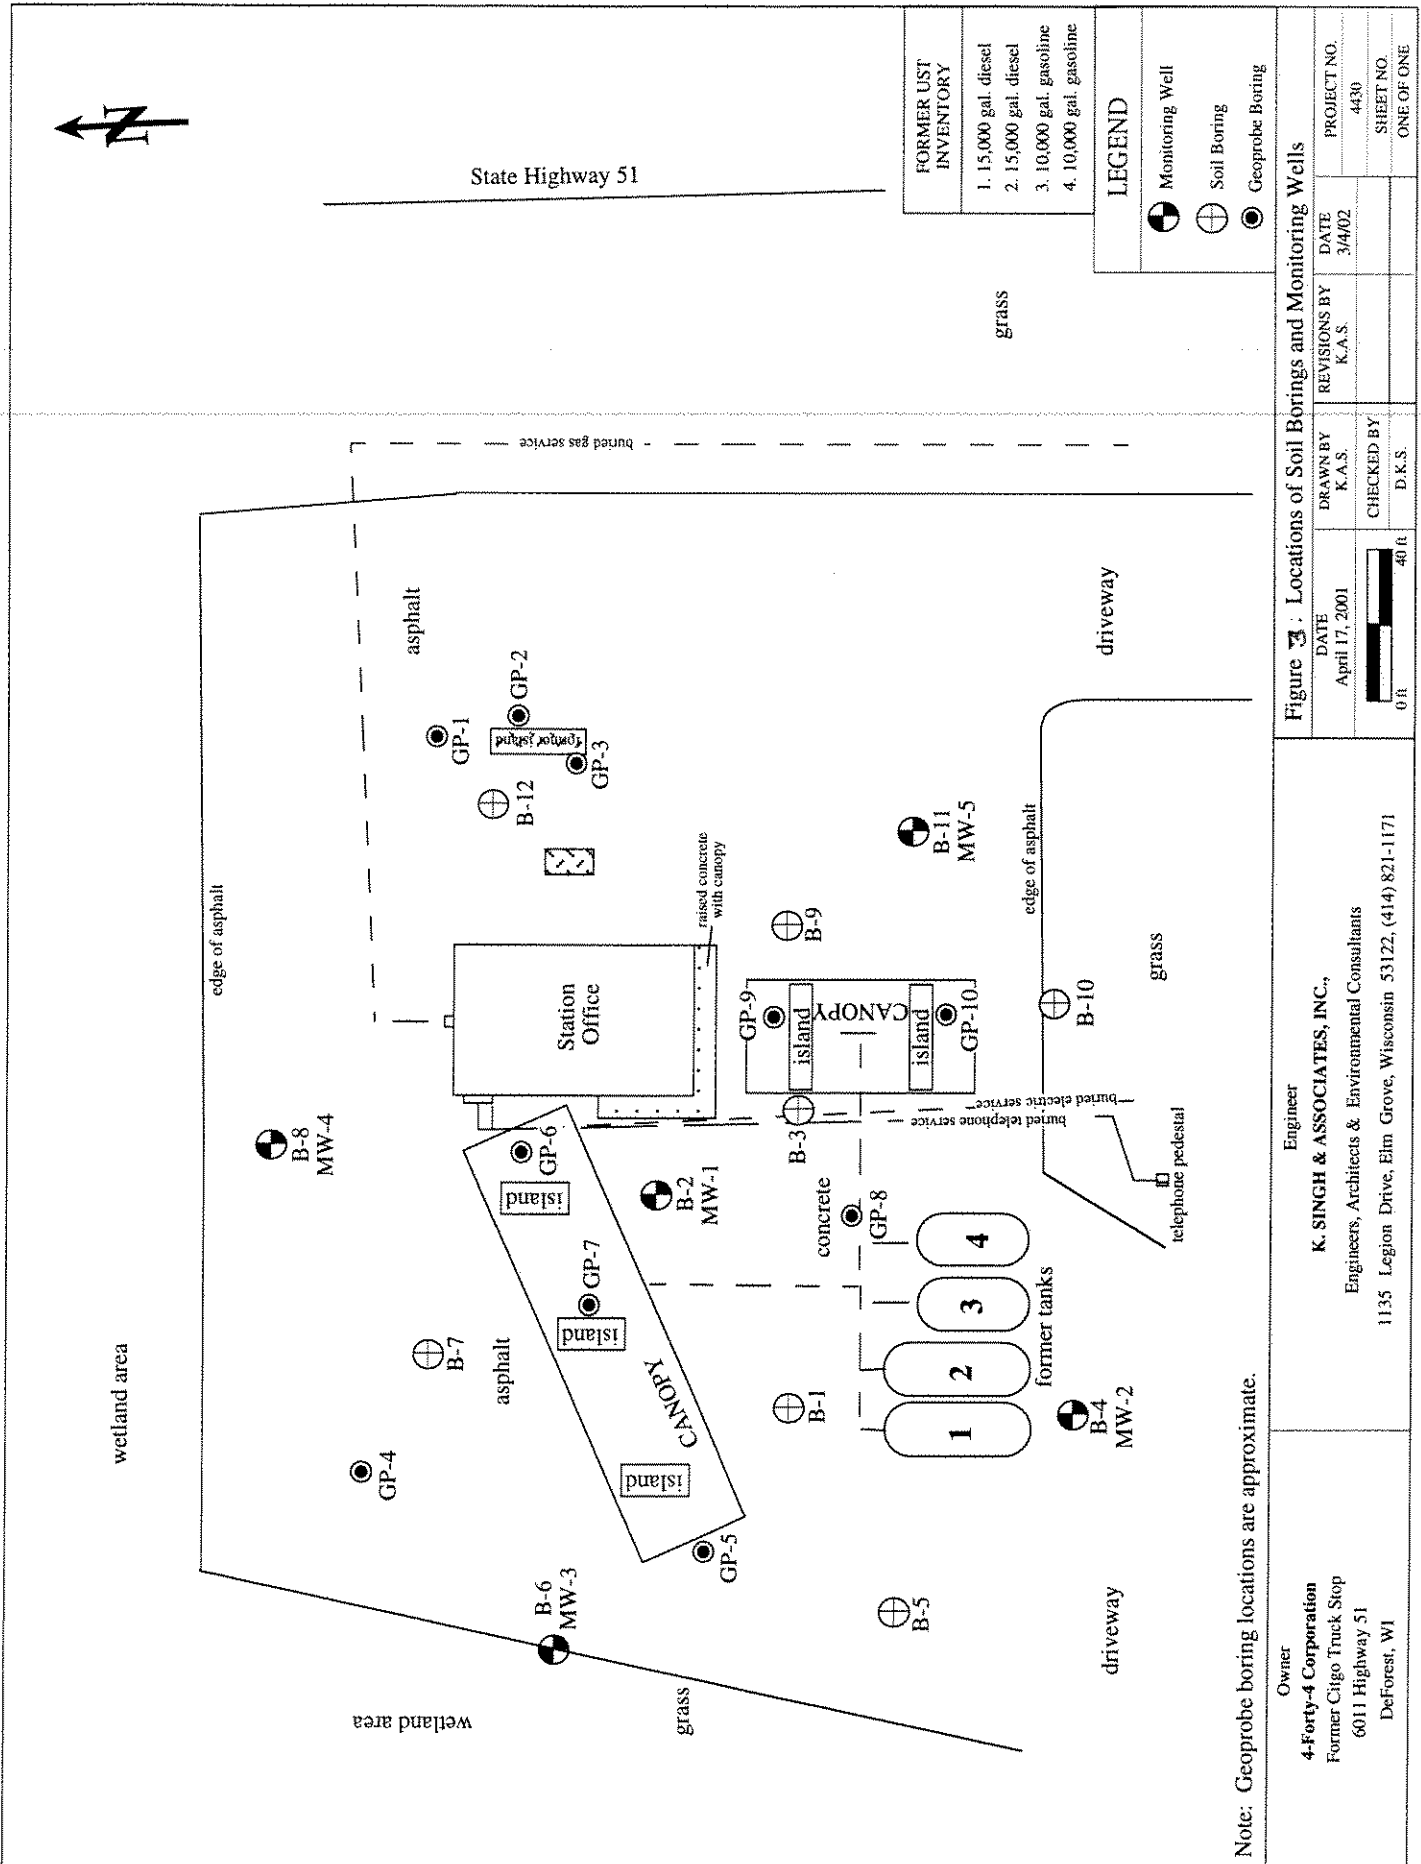 N
State Highway 51
wetland area
edge of asphalt
buried gas service
asphalt
B-8
MW-4
GP-4
B-7
asphalt
GP-1
GP-2
former island
GP-3
B-12
Station
Office
raised concrete
with canopy
GP-6
island
GP-7
island
CANOPY
island
GP-5
B-6
MW-3
wetland area
grass
B-2
MW-1
B-3
B-9
GP-9
island
CANOPY
island
GP-10
B-11
MW-5
concrete
GP-8
B-1
B-5
1
2
3
4
former tanks
B-4
MW-2
buried telephone service
buried electric service
telephone pedestal
B-10
edge of asphalt
grass
driveway
driveway
grass
FORMER UST
INVENTORY
1. 15,000 gal. diesel
2. 15,000 gal. diesel
3. 10,000 gal. gasoline
4. 10,000 gal. gasoline
LEGEND
Monitoring Well
Soil Boring
Geoprobe Boring
Note: Geoprobe boring locations are approximate.
Owner
4-Forty-4 Corporation
Former Citgo Truck Stop
6011 Highway 51
DeForest, WI
Engineer
K. SINGH & ASSOCIATES, INC.,
Engineers, Architects & Environmental Consultants
1135 Legion Drive, Elm Grove, Wisconsin 53122, (414) 821-1171
Figure 3: Locations of Soil Borings and Monitoring Wells
DATE
April 17, 2001
0 ft 40 ft
DRAWN BY
K.A.S.
CHECKED BY
D.K.S.
REVISIONS BY
K.A.S.
DATE
3/4/02
PROJECT NO.
4430
SHEET NO.
ONE OF ONE